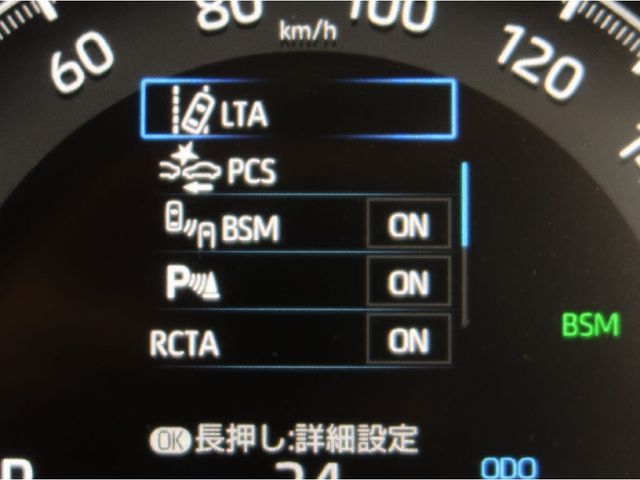 60
80
100
120
km/h
LTA
PCS
BSM ON
P ON
RCTA ON
BSM
OK 長押し:詳細設定
ODO